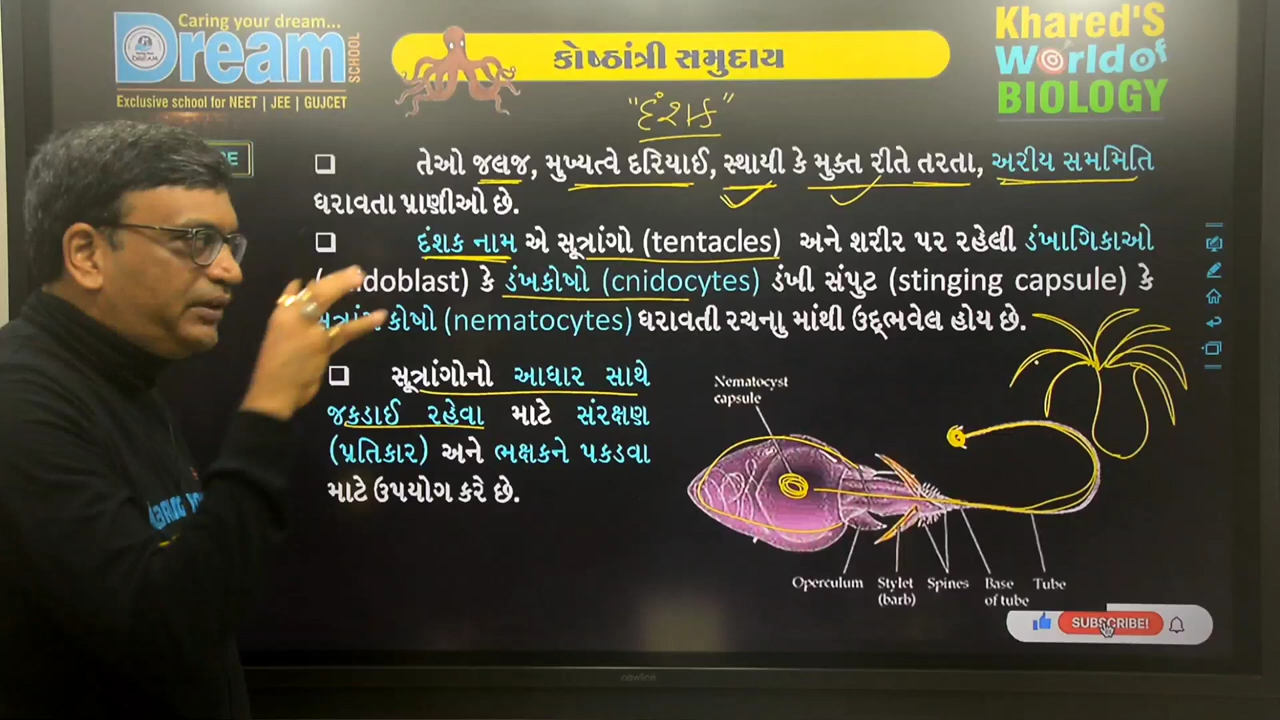 Caring your dream...
Dream SCHOOL
Exclusive school for NEET | JEE | GUJCET
કોષ્ઠાંત્રી સમુદાય
Khared'S
World of
BIOLOGY
"દંશક"
તેઓ જલજ, મુખ્યત્વે દરિયાઈ, સ્થાયી કે મુક્ત રીતે તરતા, અરીય સમમિતિ
ધરાવતા પ્રાણીઓ છે.
દંશક નામ એ સૂત્રાંગો (tentacles) અને શરીર પર રહેલી ડંખાગિકાઓ
કે ડંખકોષો (cnidocytes) ડંખી સંપુટ (stinging capsule) કે
કોષો (nematocytes) ધરાવતી રચનાુ માંથી ઉદ્દભવેલ હોય છે.
સૂત્રાંગોનો આધાર સાથે
જકડાઈ રહેવા માટે સંરક્ષણ
(પ્રતિકાર) અને ભક્ષકને પકડવા
માટે ઉપયોગ કરે છે.
Nematocyst
capsule
Operculum Stylet Spines Base Tube
(barb) of tube
SUBSCRIBE!